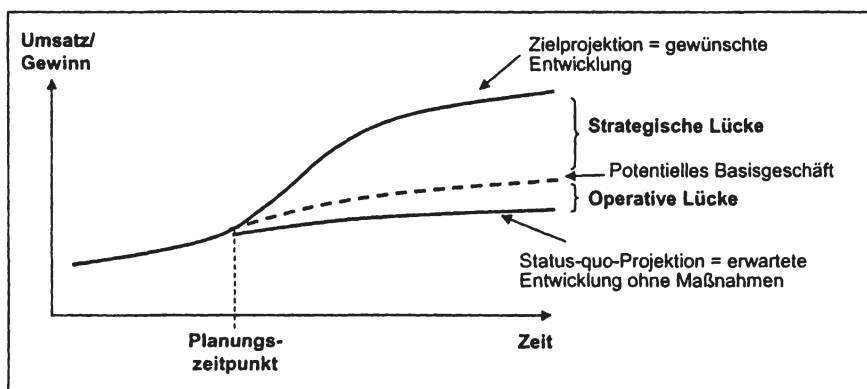 Umsatz/
Gewinn
Zielprojektion = gewünschte
Entwicklung
Strategische Lücke
Potentielles Basisgeschäft
Operative Lücke
Status-quo-Projektion = erwartete
Entwicklung ohne Maßnahmen
Planungs-
zeitpunkt
Zeit